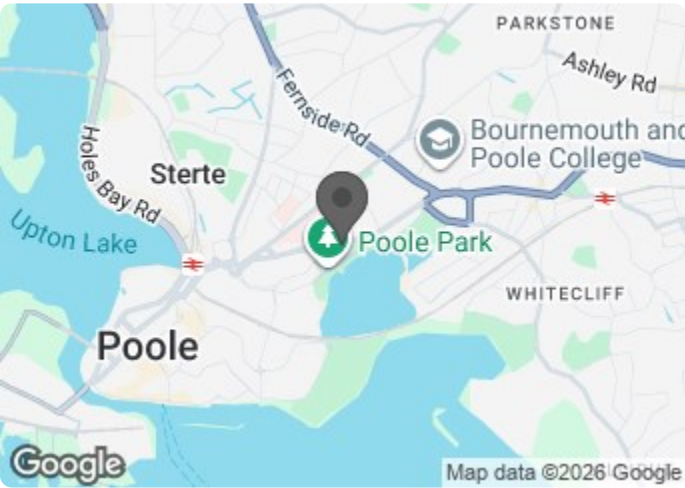 PARKSTONE
Ashley Rd
Fernside Rd
Bournemouth and
Poole College
Holes Bay Rd
Sterte
Upton Lake
Poole Park
WHITECLIFF
Poole
Google
Map data ©2026 Google